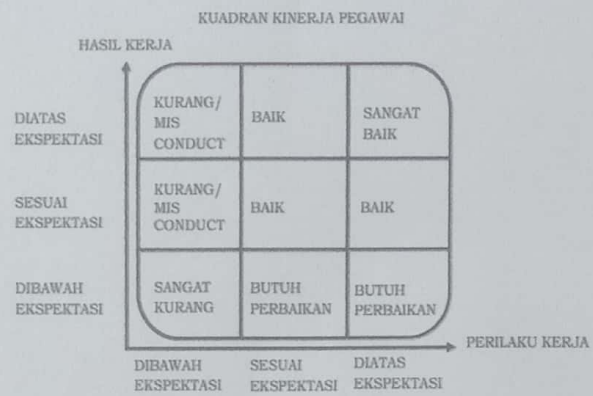 KUADRAN KINERJA PEGAWAI
HASIL KERJA
DIATAS
EKSPEKTASI
KURANG/
MIS
CONDUCT
BAIK
SANGAT
BAIK
SESUAI
EKSPEKTASI
KURANG/
MIS
CONDUCT
BAIK
BAIK
DIBAWAH
EKSPEKTASI
SANGAT
KURANG
BUTUH
PERBAIKAN
BUTUH
PERBAIKAN
PERILAKU KERJA
DIBAWAH
EKSPEKTASI
SESUAI
EKSPEKTASI
DIATAS
EKSPEKTASI